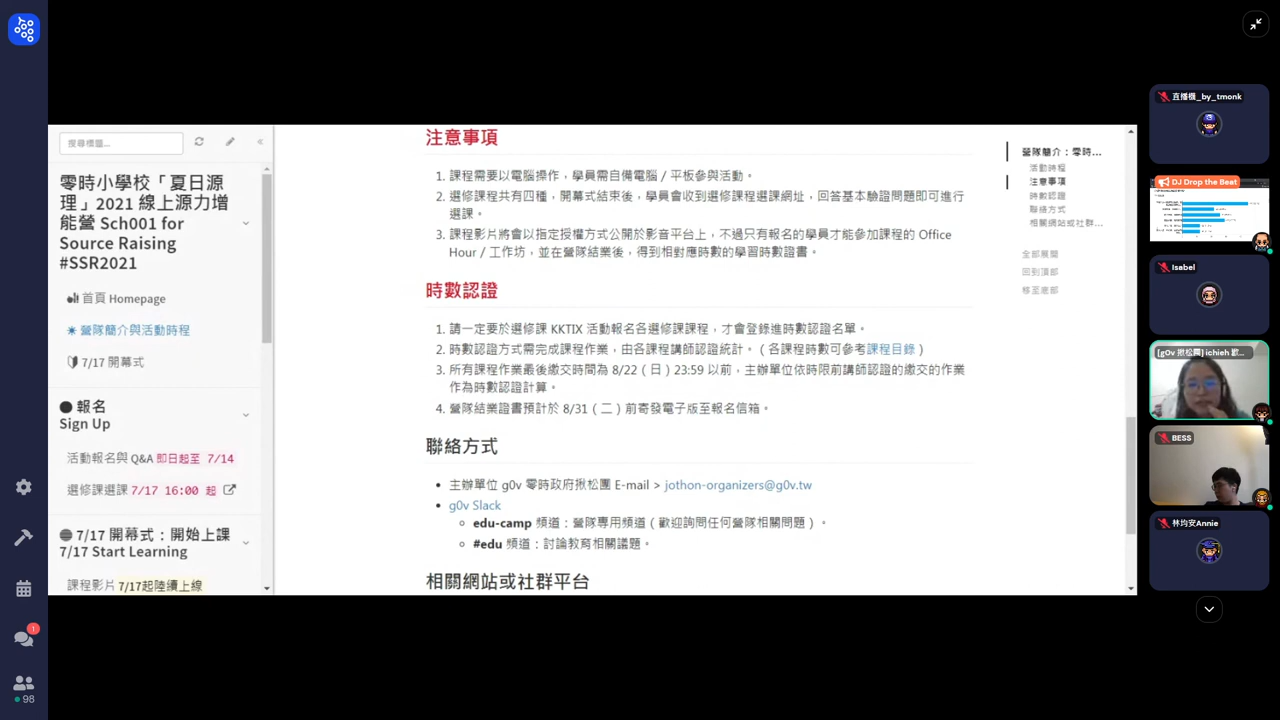 搜尋標題...
零時小學校「夏日源
理」2021 線上源力增
能營 Sch001 for
Source Raising
#SSR2021
首頁 Homepage
營隊簡介與活動時程
7/17 開幕式
報名
Sign Up
活動報名與 Q&A 即日起至 7/14
選修課選課 7/17 16:00 起
7/17 開幕式：開始上課
7/17 Start Learning
課程影片 7/17起陸續上線
注意事項
1. 課程需要以電腦操作，學員需自備電腦 / 平板參與活動。
2. 選修課程共有四種，開幕式結束後，學員會收到選修課程選課網址，回答基本驗證問題即可進行
選課。
3. 課程影片將會以指定授權方式公開於影音平台上，不過只有報名的學員才能參加課程的 Office
Hour / 工作坊，並在營隊結業後，得到相對應時數的學習時數證書。
時數認證
1. 請一定要於選修課 KKTIX 活動報名各選修課課程，才會登錄進時數認證名單。
2. 時數認證方式需完成課程作業，由各課程講師認證統計。（各課程時數可參考課程目錄）
3. 所有課程作業最後繳交時間為 8/22（日）23:59 以前，主辦單位依時限前講師認證的繳交的作業
作為時數認證計算。
4. 營隊結業證書預計於 8/31（二）前寄發電子版至報名信箱。
聯絡方式
主辦單位 g0v 零時政府揪松團 E-mail > jothon-organizers@g0v.tw
g0v Slack
edu-camp 頻道：營隊專用頻道（歡迎詢問任何營隊相關問題）。
#edu 頻道：討論教育相關議題。
相關網站或社群平台
營隊簡介：零時...
活動時程
注意事項
時數認證
聯絡方式
相關網站或社群...
全部展開
回到頂部
移至底部
直播機_by_tmonk
DJ Drop the Beat
Isabel
[g0v 揪松團] ichieh 歐...
BESS
林均安Annie
1
98